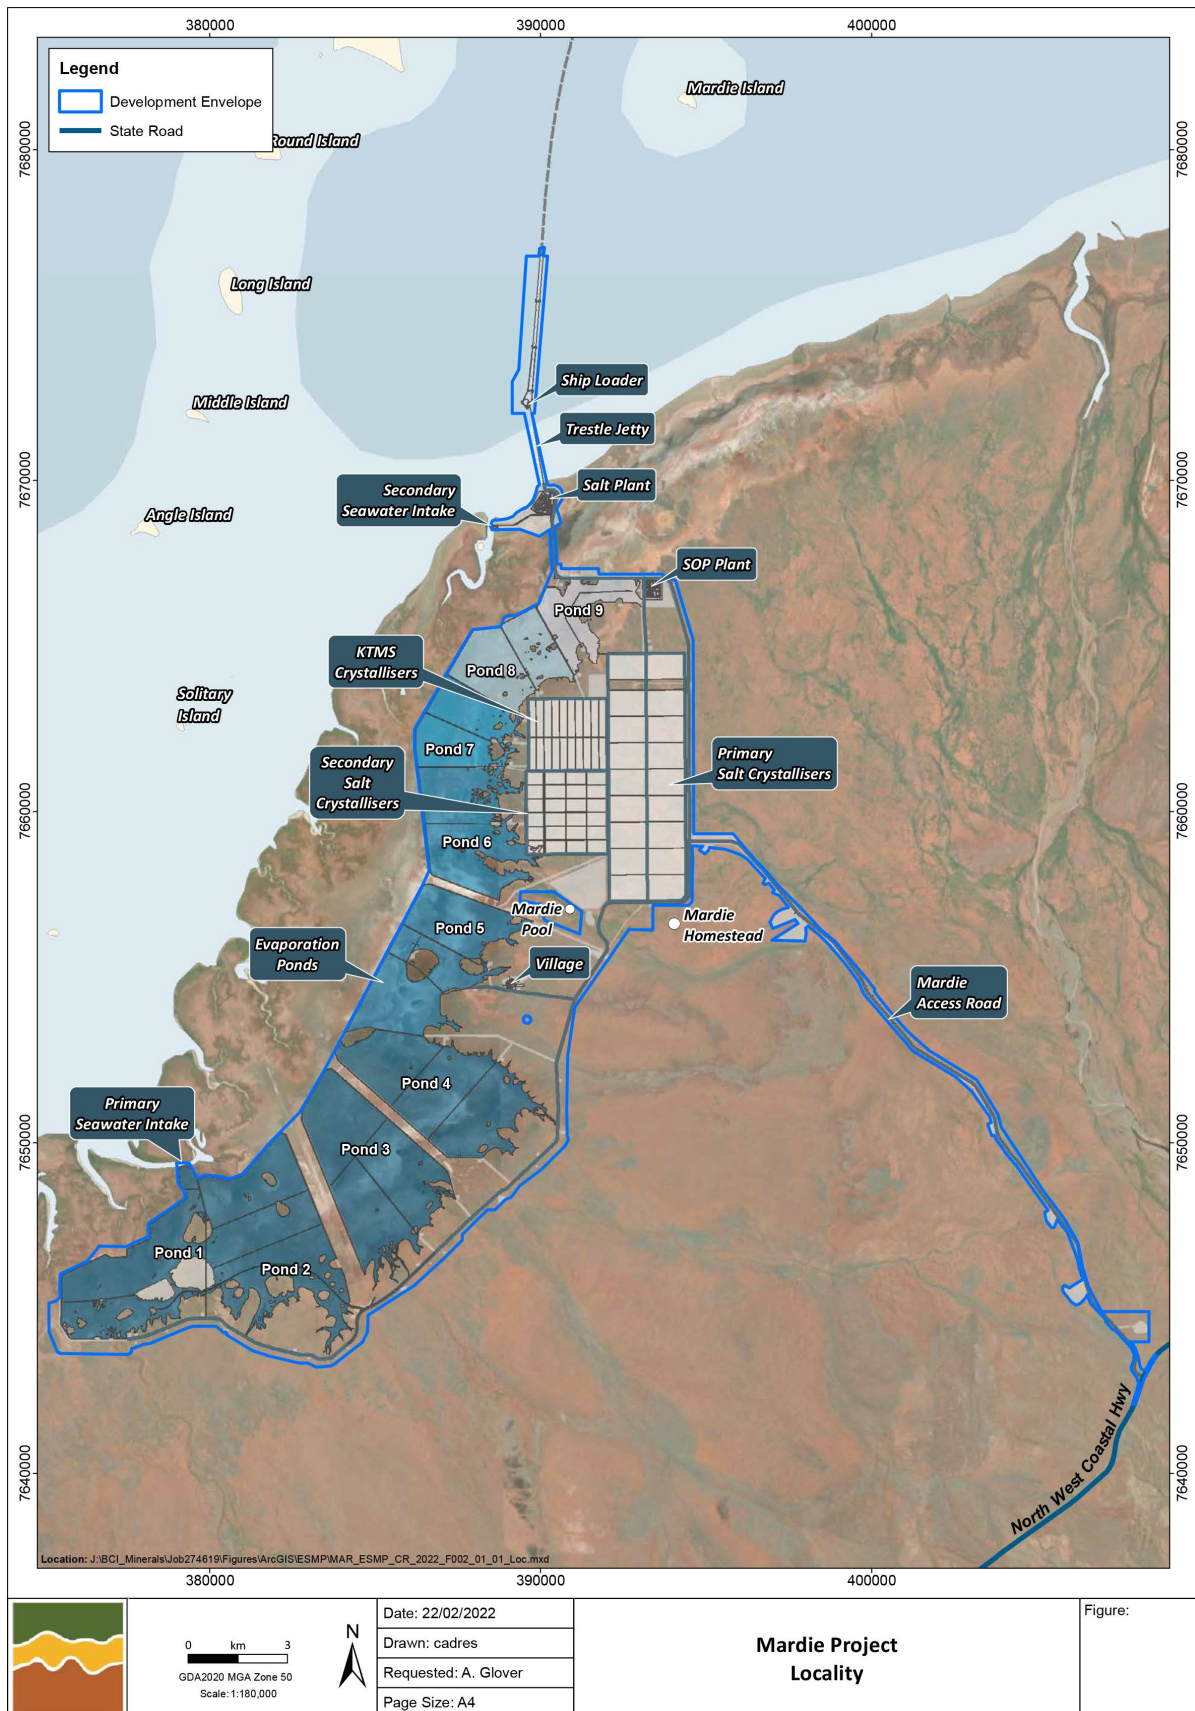 380000
390000
400000
Legend
Development Envelope
State Road
Mardie Island
Round Island
7680000
7680000
Long Island
Ship Loader
Middle Island
Trestle Jetty
Salt Plant
7670000
7670000
Secondary
Seawater Intake
Angle Island
SOP Plant
Pond 9
KTMS
Crystallisers
Pond 8
Solitary
Island
Pond 7
Primary
Salt Crystallisers
Secondary
Salt
Crystallisers
7660000
7660000
Pond 6
Mardie
Pool
Mardie
Homestead
Pond 5
Evaporation
Ponds
Village
Mardie
Access Road
Pond 4
Primary
Seawater Intake
7650000
7650000
Pond 3
Pond 1
Pond 2
North West Coastal Hwy
7640000
7640000
Location: J:\BCI_Minerals\Job274619\Figures\ArcGIS\ESMP\MAR_ESMP_CR_2022_F002_01_01_Loc.mxd
380000
390000
400000
0 km 3
GDA2020 MGA Zone 50
Scale: 1:180,000
N
Date: 22/02/2022
Drawn: cadres
Requested: A. Glover
Page Size: A4
Mardie Project
Locality
Figure: